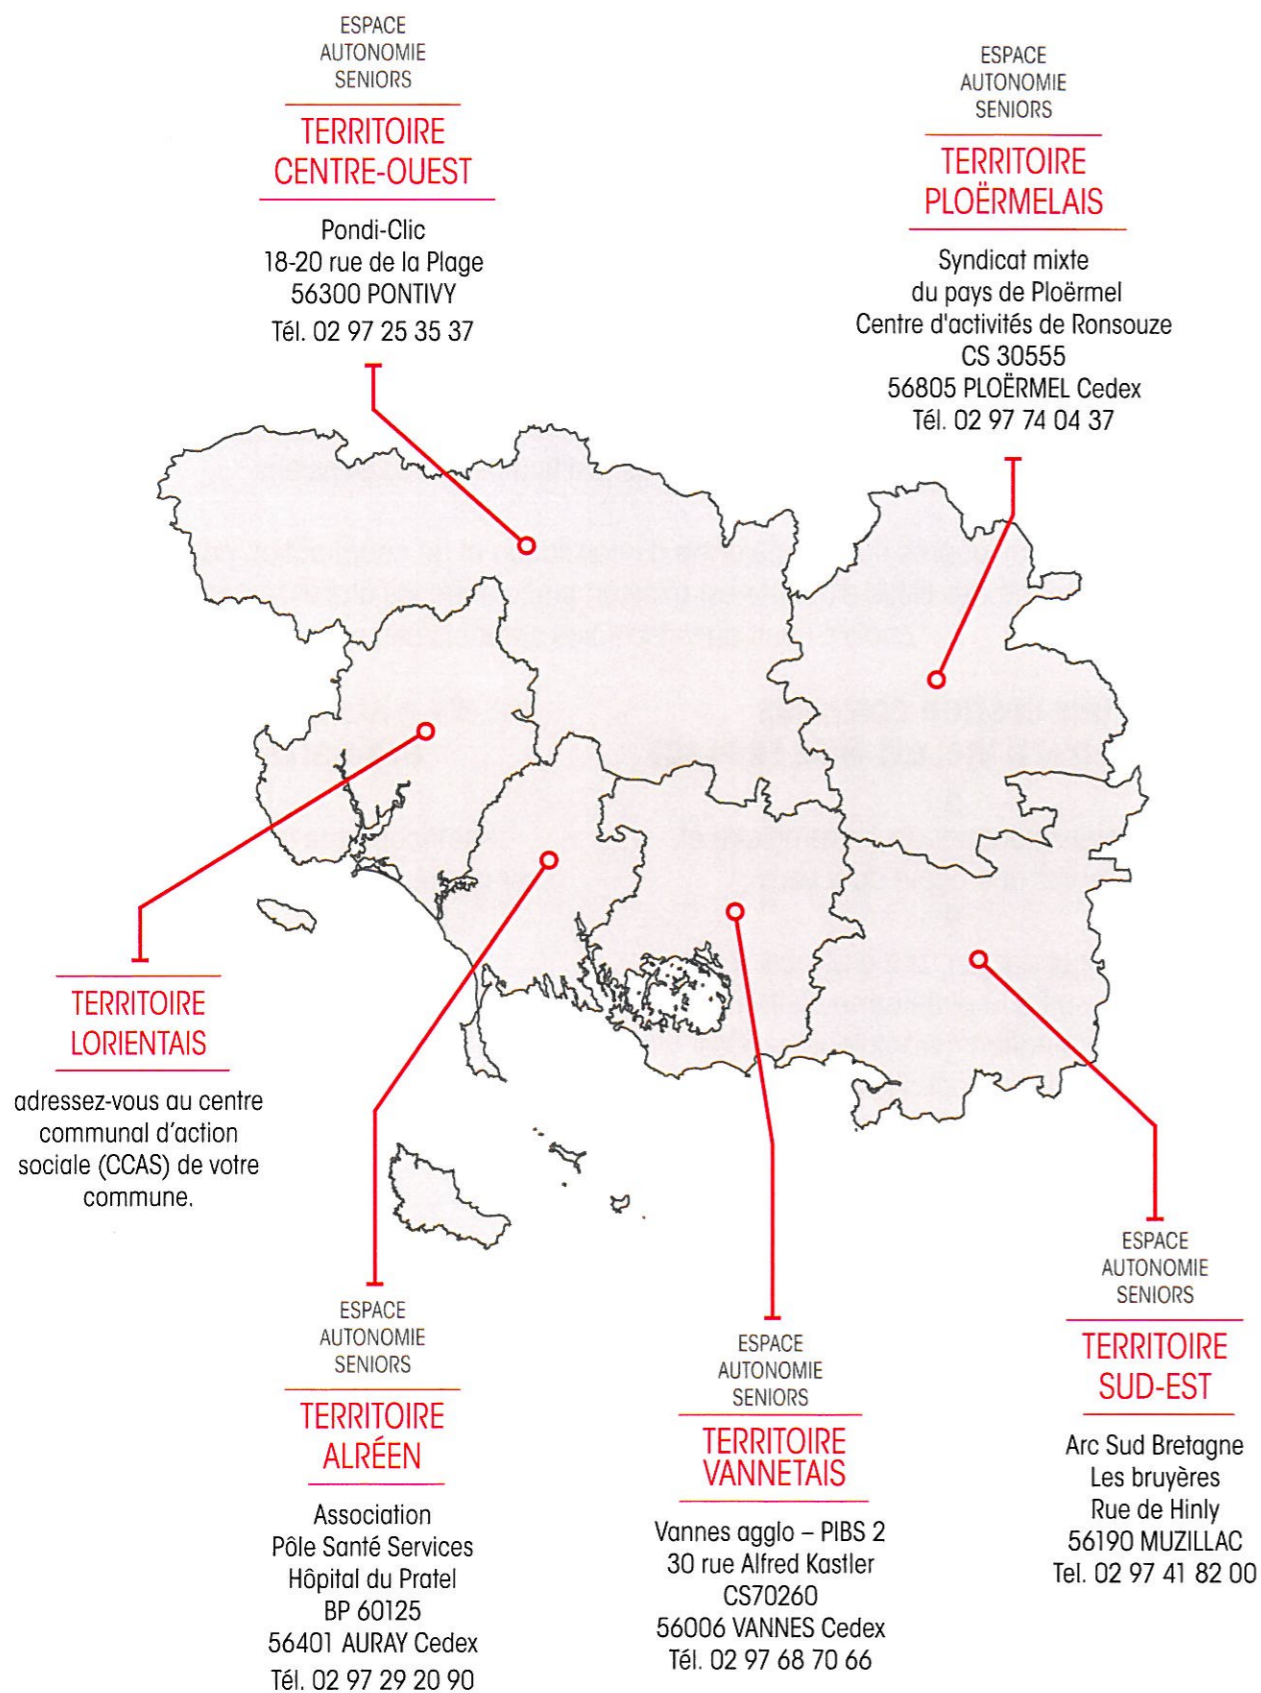 ESPACE
AUTONOMIE
SENIORS
TERRITOIRE
CENTRE-OUEST
Pondi-Clic
18-20 rue de la Plage
56300 PONTIVY
Tél. 02 97 25 35 37
ESPACE
AUTONOMIE
SENIORS
TERRITOIRE
PLOËRMELAIS
Syndicat mixte
du pays de Ploërmel
Centre d'activités de Ronsouze
CS 30555
56805 PLOËRMEL Cedex
Tél. 02 97 74 04 37
TERRITOIRE
LORIENTAIS
adressez-vous au centre
communal d'action
sociale (CCAS) de votre
commune.
ESPACE
AUTONOMIE
SENIORS
TERRITOIRE
ALRÉEN
Association
Pôle Santé Services
Hôpital du Pratel
BP 60125
56401 AURAY Cedex
Tél. 02 97 29 20 90
ESPACE
AUTONOMIE
SENIORS
TERRITOIRE
VANNETAIS
Vannes agglo – PIBS 2
30 rue Alfred Kastler
CS70260
56006 VANNES Cedex
Tél. 02 97 68 70 66
ESPACE
AUTONOMIE
SENIORS
TERRITOIRE
SUD-EST
Arc Sud Bretagne
Les bruyères
Rue de Hinly
56190 MUZILLAC
Tel. 02 97 41 82 00